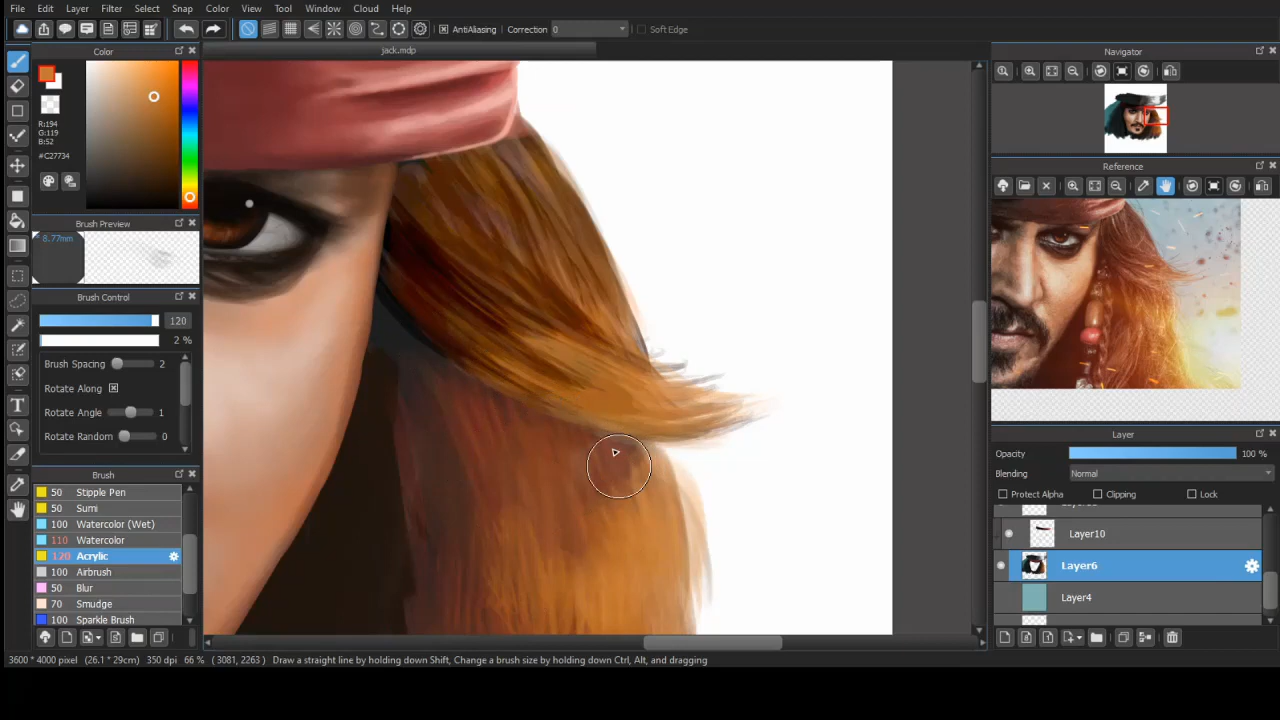 File Edit Layer Filter Select Snap Color View Tool Window Cloud Help
AntiAliasing Correction 0 Soft Edge
jack.mdp
Color
R:194
G:119
B:52
#C27734
Brush Preview
* 8.77mm
Brush Control
120
2 %
Brush Spacing 2
Rotate Along
Rotate Angle 1
Rotate Random 0
Brush
50 Stipple Pen
50 Sumi
100 Watercolor (Wet)
110 Watercolor
120 Acrylic
100 Airbrush
50 Blur
70 Smudge
100 Sparkle Brush
Navigator
Reference
Layer
Opacity 100 %
Blending Normal
Protect Alpha Clipping Lock
Layer10
Layer6
Layer4
3600 * 4000 pixel (26.1 * 29cm) 350 dpi 66 % ( 3081, 2263 ) Draw a straight line by holding down Shift, Change a brush size by holding down Ctrl, Alt, and dragging